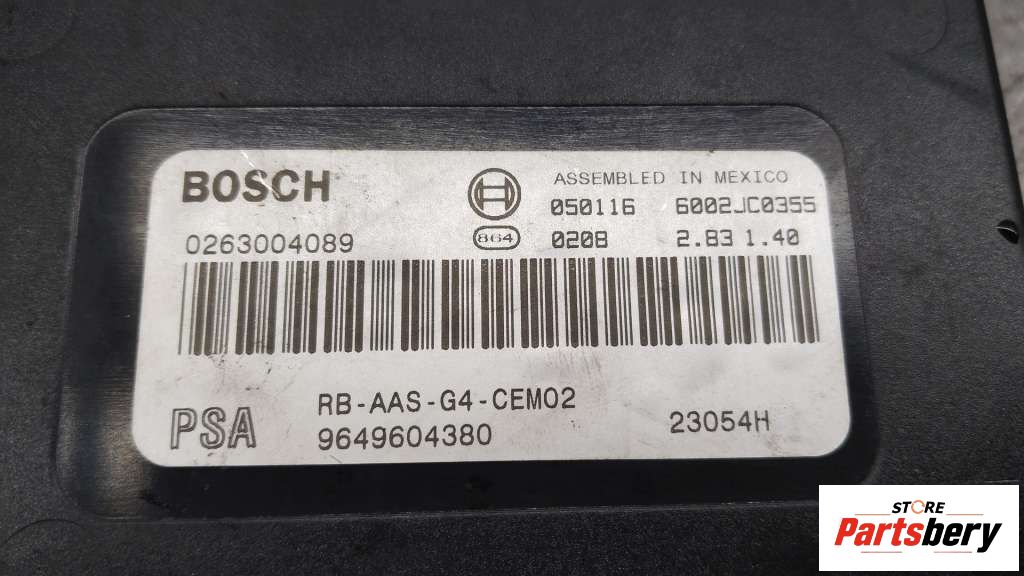 BOSCH
ASSEMBLED IN MEXICO
050116 6002JC0355
864
0263004089
0208 2.83 1.40
RB-AAS-G4-CEM02
PSA
9649604380
23054H
STORE
Partsbery